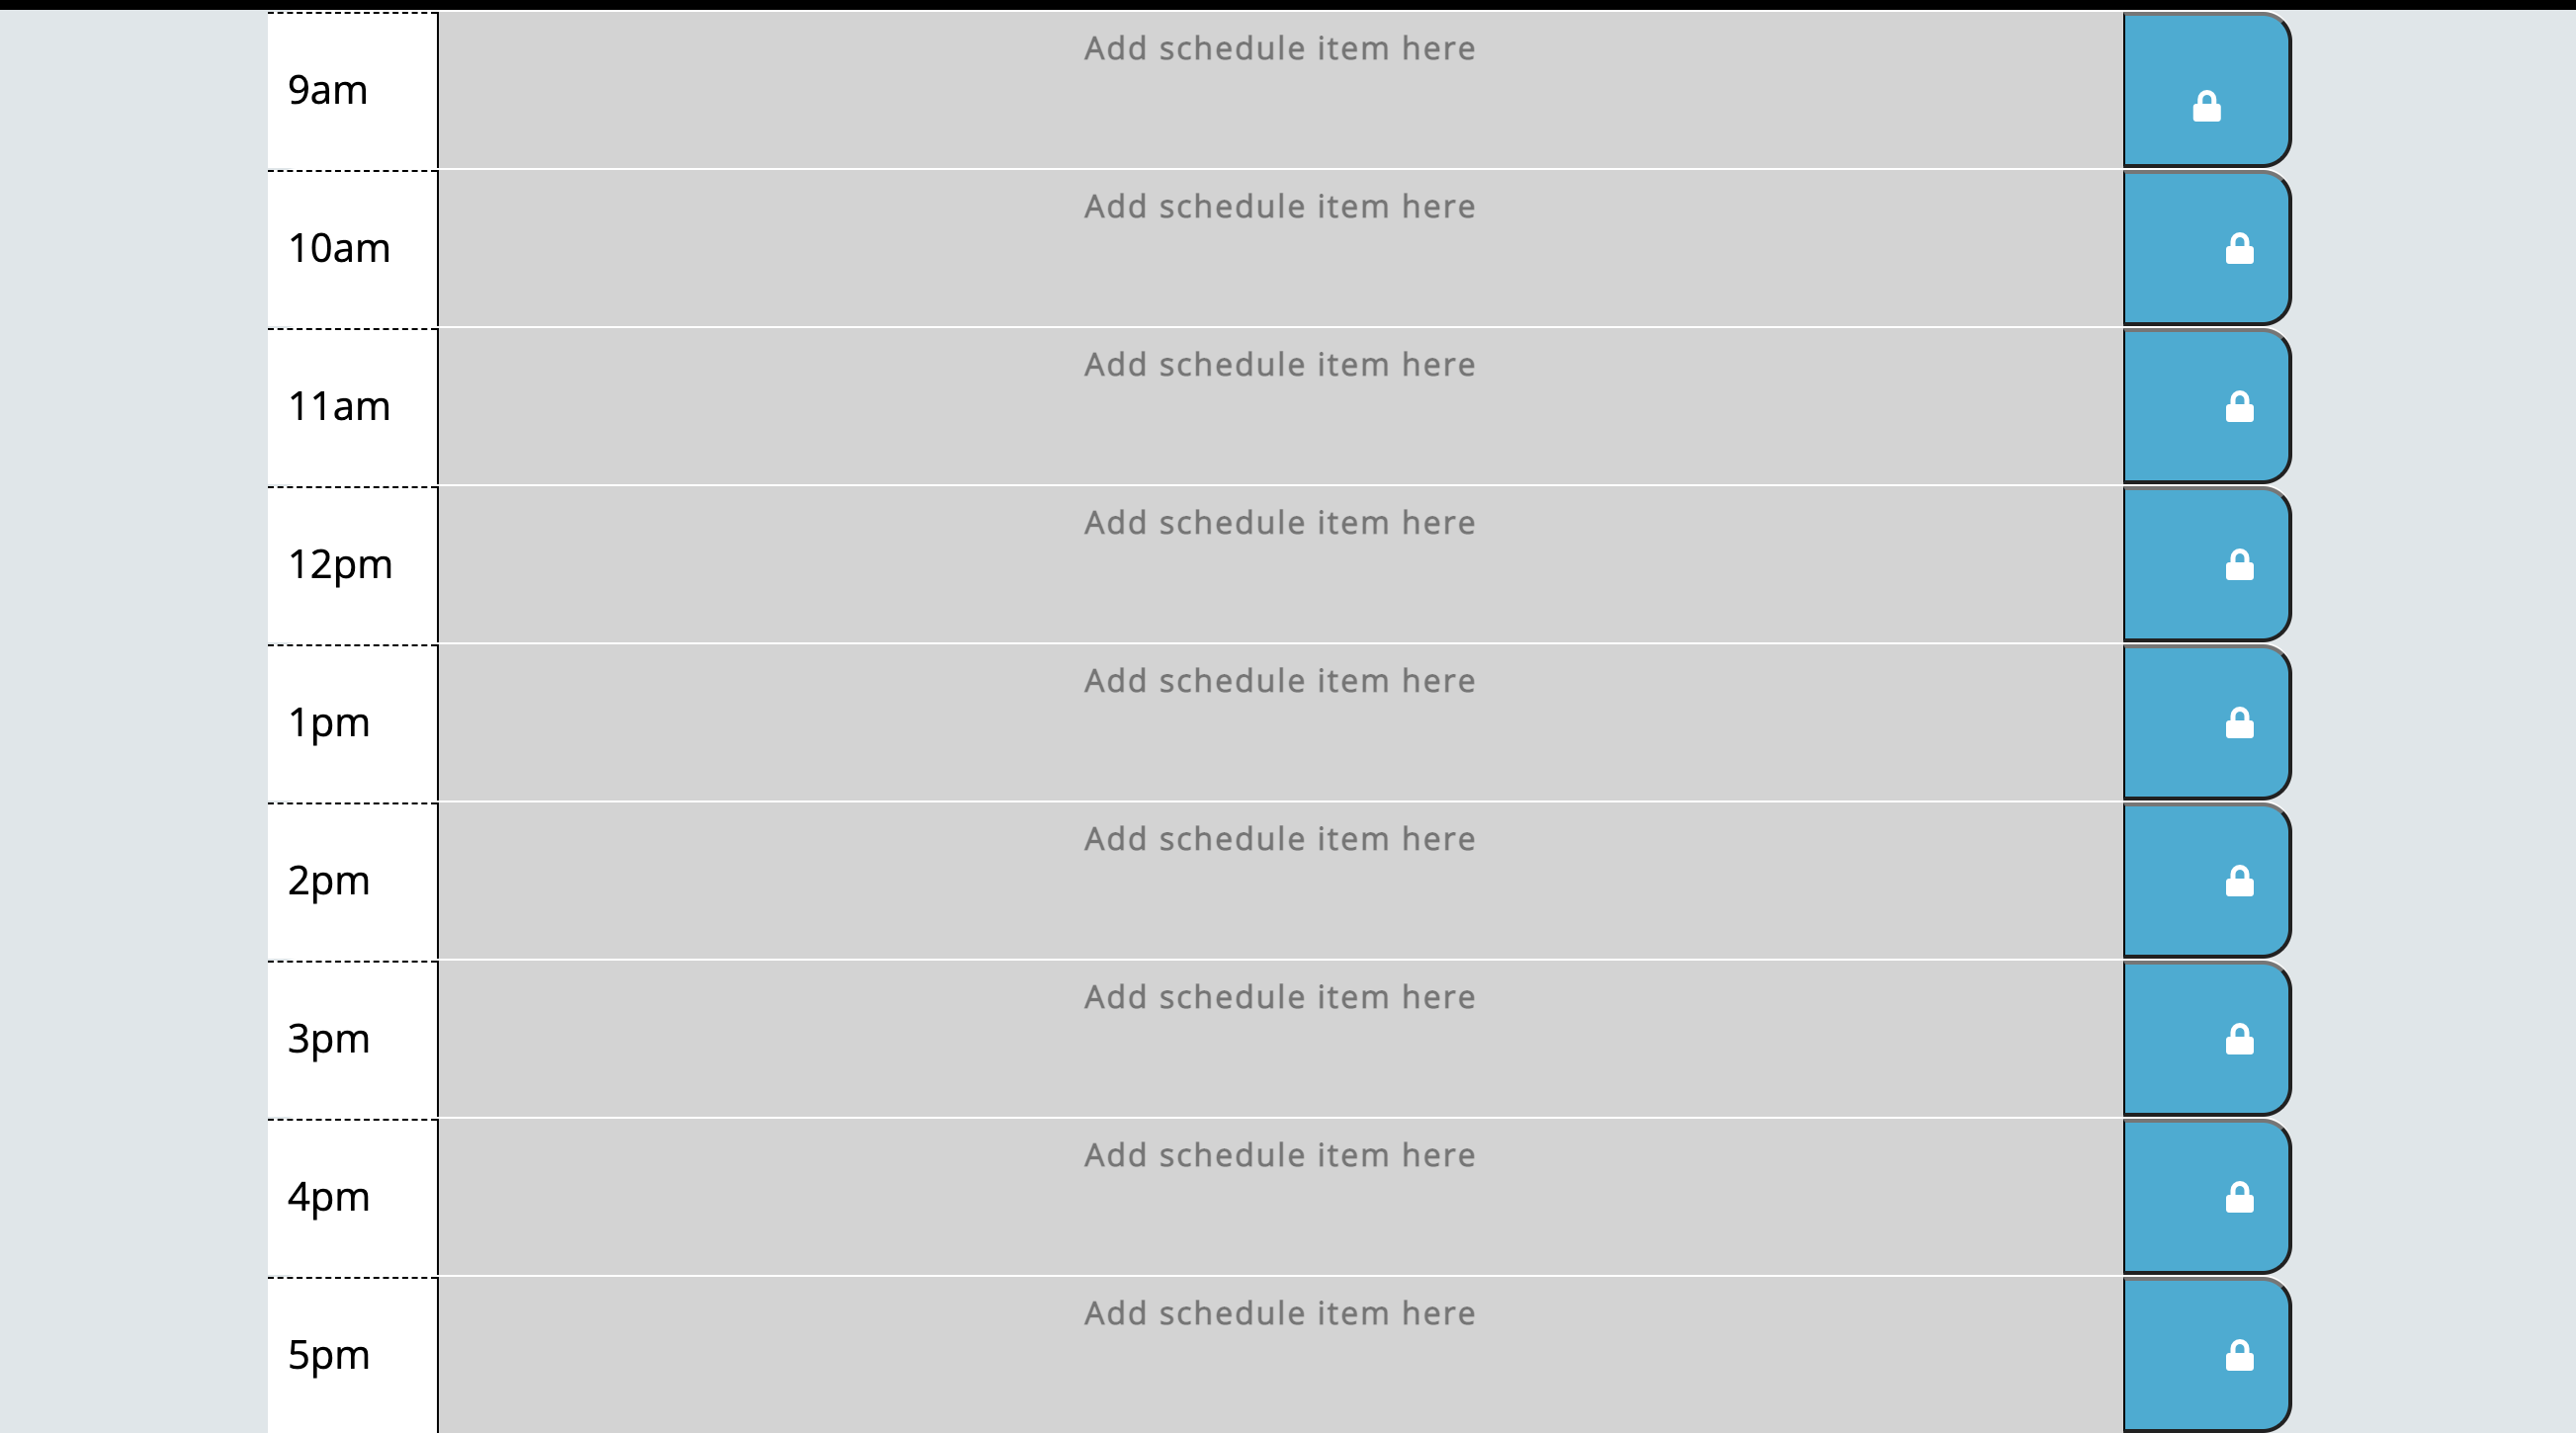 9am
Add schedule item here
10am
Add schedule item here
11am
Add schedule item here
12pm
Add schedule item here
1pm
Add schedule item here
2pm
Add schedule item here
3pm
Add schedule item here
4pm
Add schedule item here
5pm
Add schedule item here